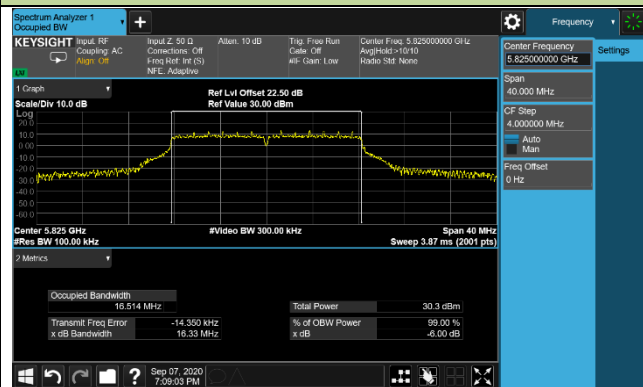 Spectrum Analyzer 1
Occupied BW
Frequency
KEYSIGHT
Input: RF
Coupling: AC
Align: Off
Input Z: 50 Ω
Corrections: Off
Freq Ref: Int (S)
NFE: Adaptive
Atten: 10 dB
Trig: Free Run
Gate: Off
#IF Gain: Low
Center Freq: 5.825000000 GHz
Avg|Hold:>10/10
Radio Std: None
Center Frequency
5.825000000 GHz
Settings
Span
40.000 MHz
CF Step
4.000000 MHz
Auto
Man
Freq Offset
0 Hz
1 Graph
Scale/Div 10.0 dB
Ref Lvl Offset 22.50 dB
Ref Value 30.00 dBm
Log
20.0
10.0
0.00
-10.0
-20.0
-30.0
-40.0
-50.0
-60.0
Center 5.825 GHz
#Video BW 300.00 kHz
Span 40 MHz
#Res BW 100.00 kHz
Sweep 3.87 ms (2001 pts)
2 Metrics
Occupied Bandwidth
16.514 MHz
Total Power 30.3 dBm
Transmit Freq Error -14.350 kHz
% of OBW Power 99.00 %
x dB Bandwidth 16.33 MHz
x dB -6.00 dB
Sep 07, 2020
7:09:03 PM